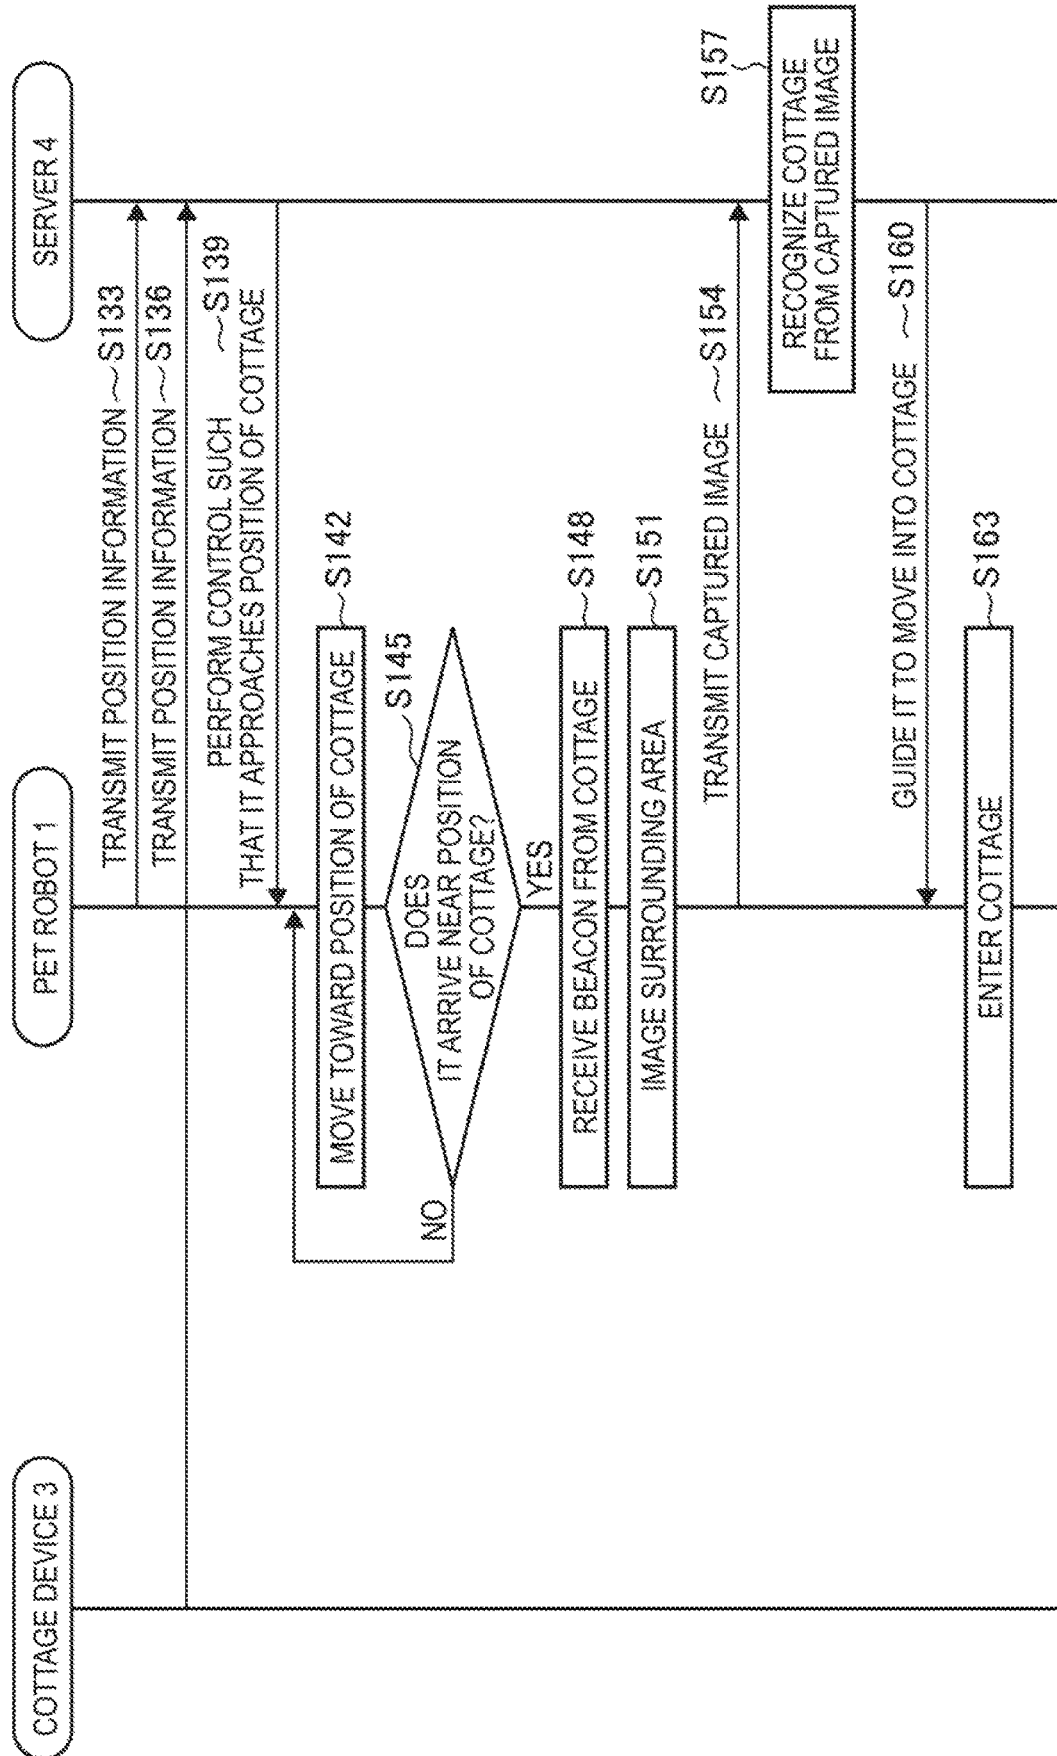 COTTAGE DEVICE 3
PET ROBOT 1
SERVER 4
TRANSMIT POSITION INFORMATION ~S133
TRANSMIT POSITION INFORMATION ~S136
PERFORM CONTROL SUCH ~S139
THAT IT APPROACHES POSITION OF COTTAGE
MOVE TOWARD POSITION OF COTTAGE
S142
S145
DOES
IT ARRIVE NEAR POSITION
OF COTTAGE?
NO
YES
RECEIVE BEACON FROM COTTAGE
S148
IMAGE SURROUNDING AREA
S151
TRANSMIT CAPTURED IMAGE ~S154
S157
RECOGNIZE COTTAGE
FROM CAPTURED IMAGE
GUIDE IT TO MOVE INTO COTTAGE ~S160
ENTER COTTAGE
S163